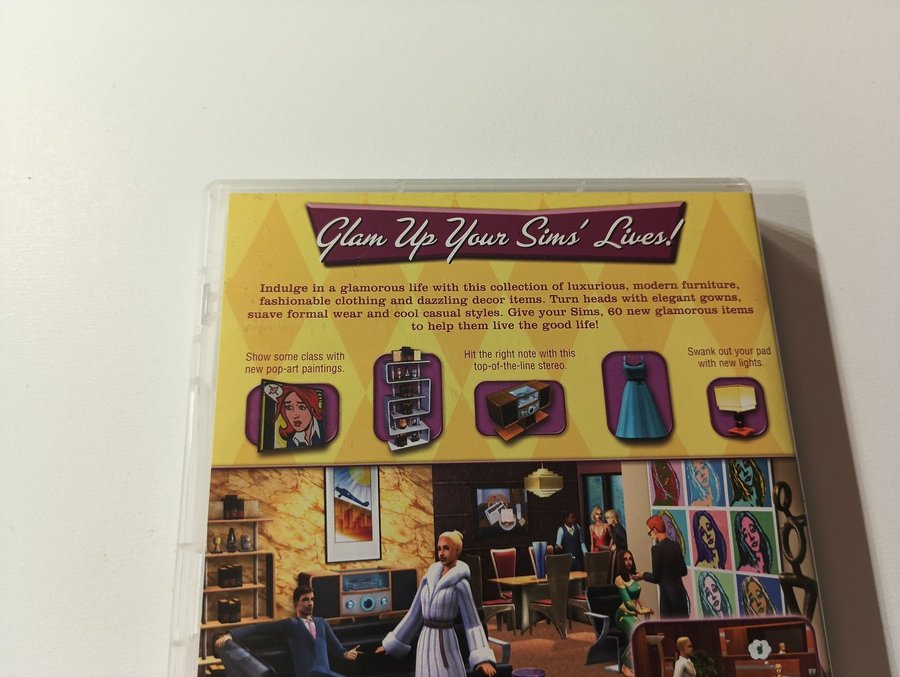 Glam Up Your Sims' Lives!
Indulge in a glamorous life with this collection of luxurious, modern furniture,
fashionable clothing and dazzling decor items. Turn heads with elegant gowns,
suave formal wear and cool casual styles. Give your Sims, 60 new glamorous items
to help them live the good life!
Show some class with
new pop-art paintings.
Hit the right note with this
top-of-the-line stereo.
Swank out your pad
with new lights.